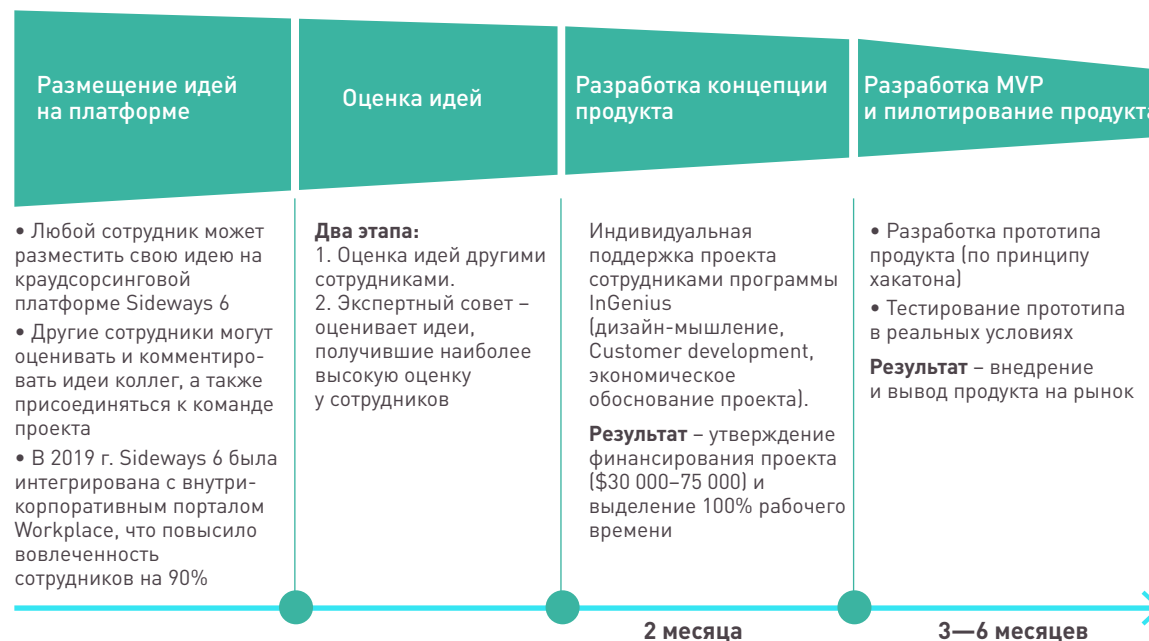 Размещение идей
на платформе
Оценка идей
Разработка концепции
продукта
Разработка MVP
и пилотирование продукта
• Любой сотрудник может
разместить свою идею на
краудсорсинговой
платформе Sideways 6
• Другие сотрудники могут
оценивать и комментиро-
вать идеи коллег, а также
присоединяться к команде
проекта
• В 2019 г. Sideways 6 была
интегрирована с внутри-
корпоративным порталом
Workplace, что повысило
вовлеченность
сотрудников на 90%
Два этапа:
1. Оценка идей другими
сотрудниками.
2. Экспертный совет –
оценивает идеи,
получившие наиболее
высокую оценку
у сотрудников
Индивидуальная
поддержка проекта
сотрудниками программы
InGenius
(дизайн-мышление,
Customer development,
экономическое
обоснование проекта).
Результат – утверждение
финансирования проекта
($30 000–75 000) и
выделение 100% рабочего
времени
• Разработка прототипа
продукта (по принципу
хакатона)
• Тестирование прототипа
в реальных условиях
Результат – внедрение
и вывод продукта на рынок
2 месяца
3—6 месяцев